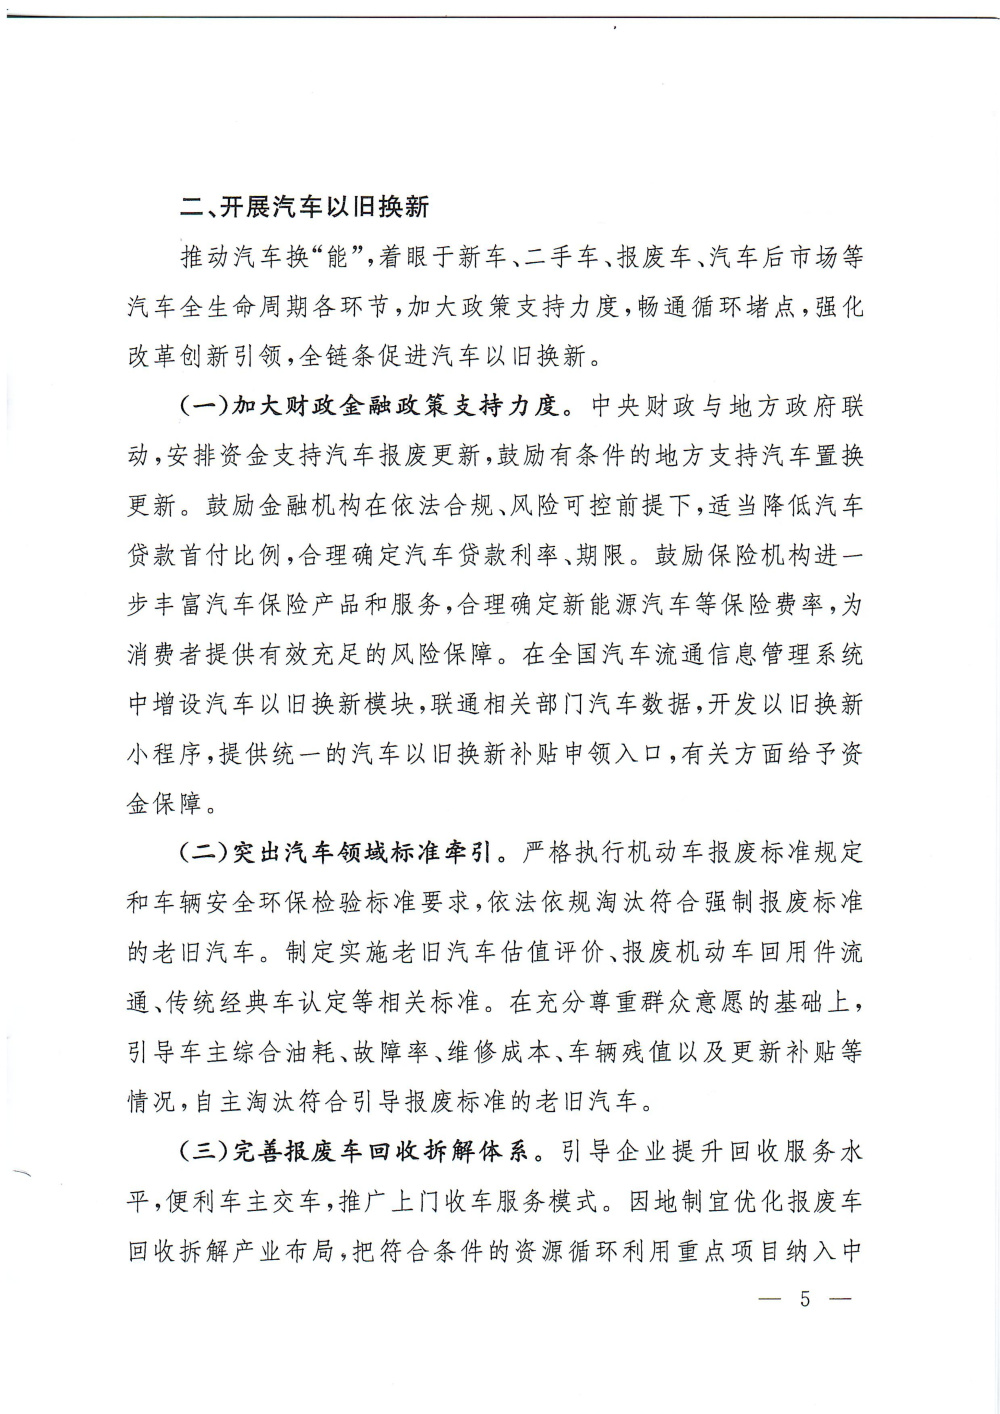 二、开展汽车以旧换新
推动汽车换“能”,着眼于新车、二手车、报废车、汽车后市场等
汽车全生命周期各环节,加大政策支持力度,畅通循环堵点,强化
改革创新引领,全链条促进汽车以旧换新。
(一)加大财政金融政策支持力度。中央财政与地方政府联
动,安排资金支持汽车报废更新,鼓励有条件的地方支持汽车置换
更新。鼓励金融机构在依法合规、风险可控前提下,适当降低汽车
贷款首付比例,合理确定汽车贷款利率、期限。鼓励保险机构进一
步丰富汽车保险产品和服务,合理确定新能源汽车等保险费率,为
消费者提供有效充足的风险保障。在全国汽车流通信息管理系统
中增设汽车以旧换新模块,联通相关部门汽车数据,开发以旧换新
小程序,提供统一的汽车以旧换新补贴申领入口,有关方面给予资
金保障。
(二)突出汽车领域标准牵引。严格执行机动车报废标准规定
和车辆安全环保检验标准要求,依法依规淘汰符合强制报废标准
的老旧汽车。制定实施老旧汽车估值评价、报废机动车回用件流
通、传统经典车认定等相关标准。在充分尊重群众意愿的基础上,
引导车主综合油耗、故障率、维修成本、车辆残值以及更新补贴等
情况,自主淘汰符合引导报废标准的老旧汽车。
(三)完善报废车回收拆解体系。引导企业提升回收服务水
平,便利车主交车,推广上门收车服务模式。因地制宜优化报废车
回收拆解产业布局,把符合条件的资源循环利用重点项目纳入中
— 5 —